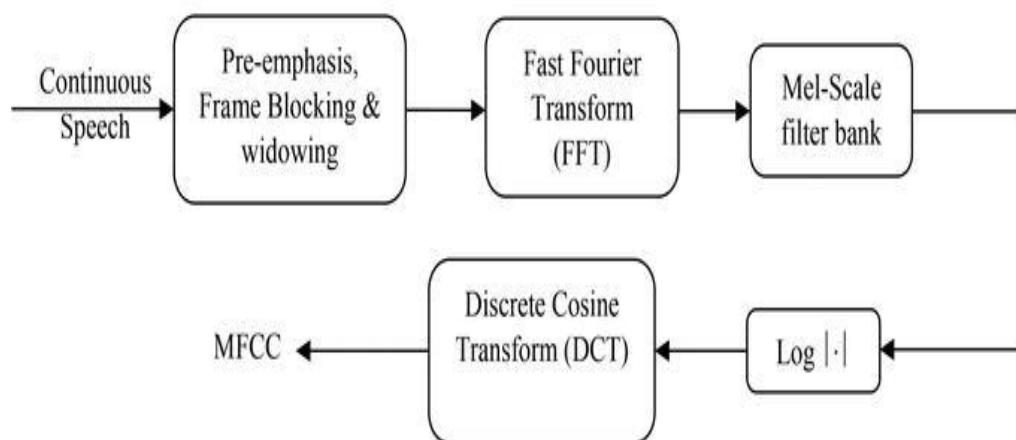 Continuous
Speech
Pre-emphasis,
Frame Blocking &
widowing
Fast Fourier
Transform
(FFT)
Mel-Scale
filter bank
Log |·|
Discrete Cosine
Transform (DCT)
MFCC